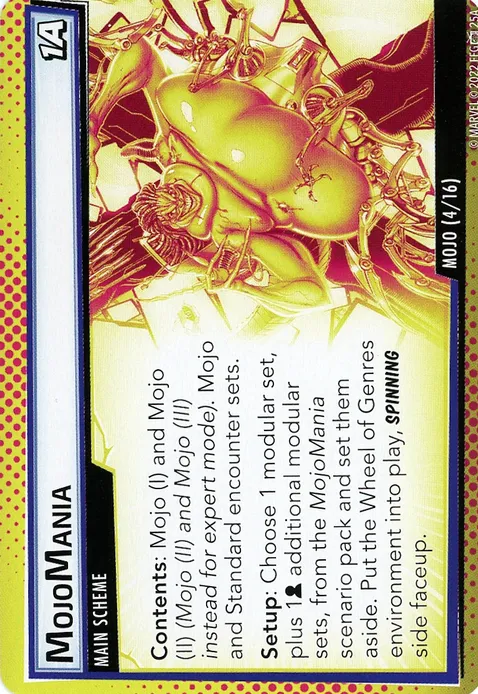 MOJOMANIA
1A
MAIN SCHEME
Contents: Mojo (I) and Mojo
(II) (Mojo (II) and Mojo (III)
instead for expert mode). Mojo
and Standard encounter sets.
Setup: Choose 1 modular set,
plus 1 additional modular
sets, from the MojoMania
scenario pack and set them
aside. Put the Wheel of Genres
environment into play, SPINNING
side faceup.
MOJO (4/16)
© MARVEL © 2022 FFG 25A